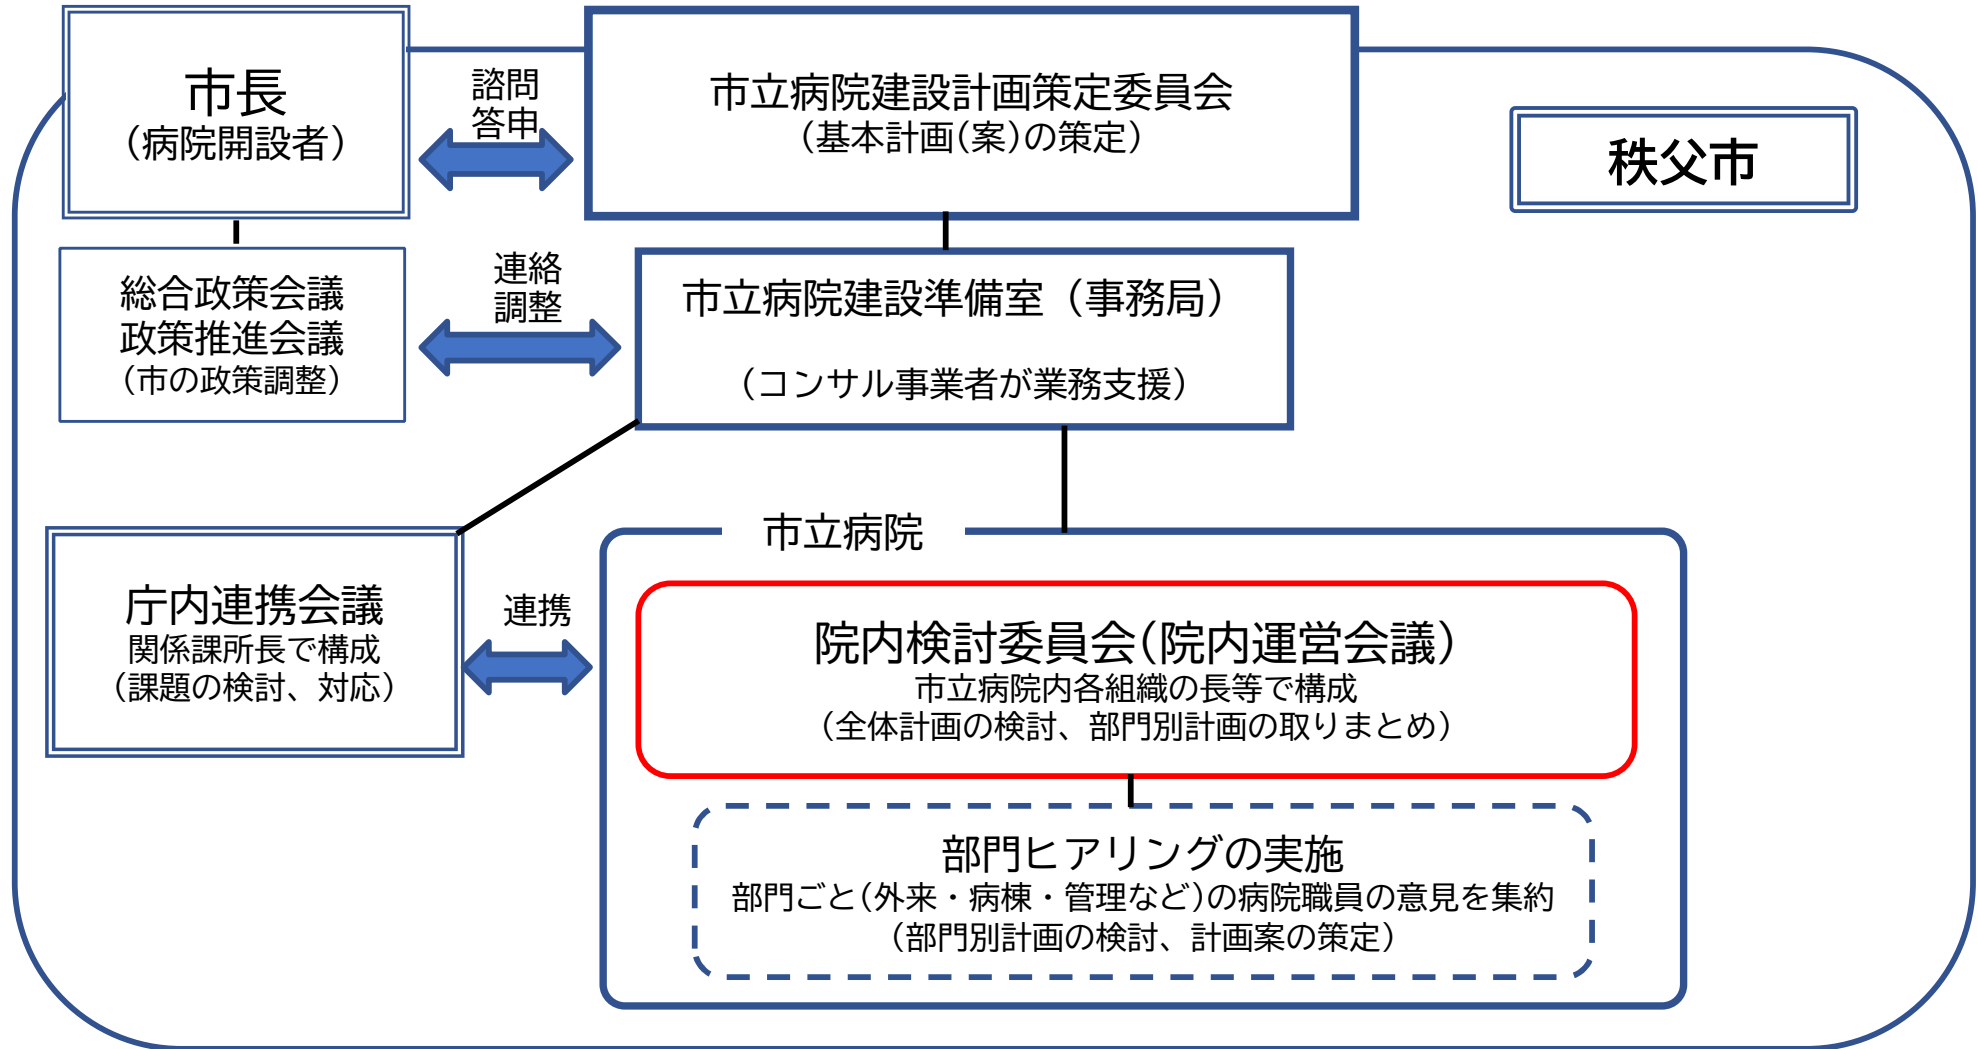 市長
（病院開設者）
諮問
答申
市立病院建設計画策定委員会
（基本計画(案)の策定）
秩父市
総合政策会議
政策推進会議
（市の政策調整）
連絡
調整
市立病院建設準備室（事務局）
（コンサル事業者が業務支援）
庁内連携会議
関係課所長で構成
（課題の検討、対応）
連携
市立病院
院内検討委員会(院内運営会議）
市立病院内各組織の長等で構成
（全体計画の検討、部門別計画の取りまとめ）
部門ヒアリングの実施
部門ごと(外来・病棟・管理など)の病院職員の意見を集約
（部門別計画の検討、計画案の策定）